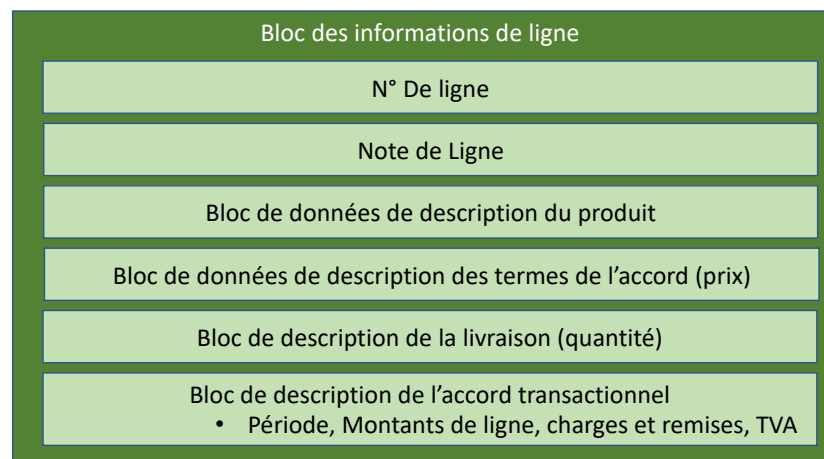 Bloc des informations de ligne
N° De ligne
Note de Ligne
Bloc de données de description du produit
Bloc de données de description des termes de l’accord (prix)
Bloc de description de la livraison (quantité)
Bloc de description de l’accord transactionnel
• Période, Montants de ligne, charges et remises, TVA